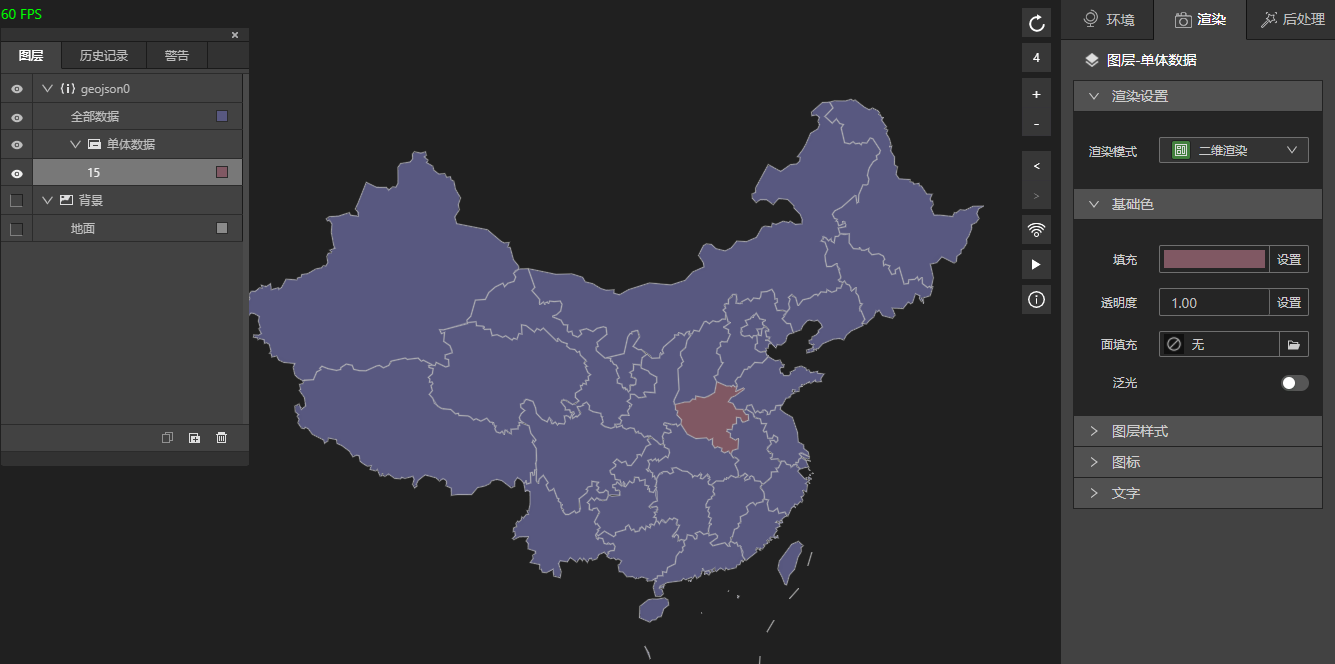 60 FPS
×
图层 历史记录 警告
geojson0
全部数据
单体数据
15
背景
地面
4
+
-
<
>
环境 渲染 后处理
图层-单体数据
渲染设置
渲染模式 二维渲染
基础色
填充 设置
透明度 1.00 设置
面填充 无
泛光
图层样式
图标
文字